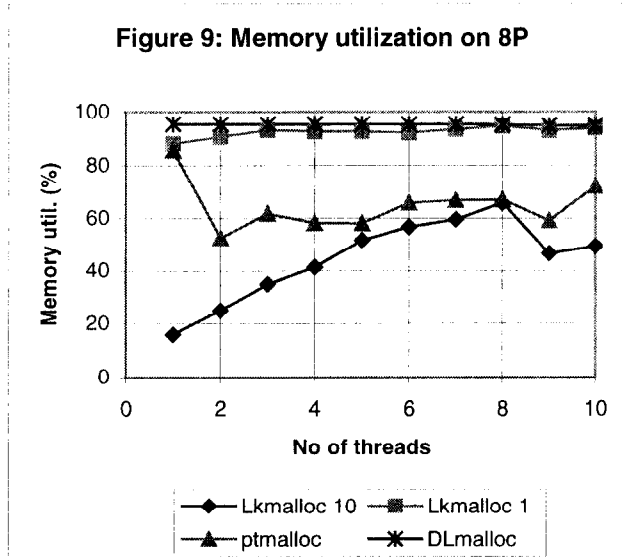 Figure 9: Memory utilization on 8P
100
80
60
40
20
0
Memory util. (%)
0 2 4 6 8 10
No of threads
Lkmalloc 10 Lkmalloc 1
ptmalloc DLmalloc